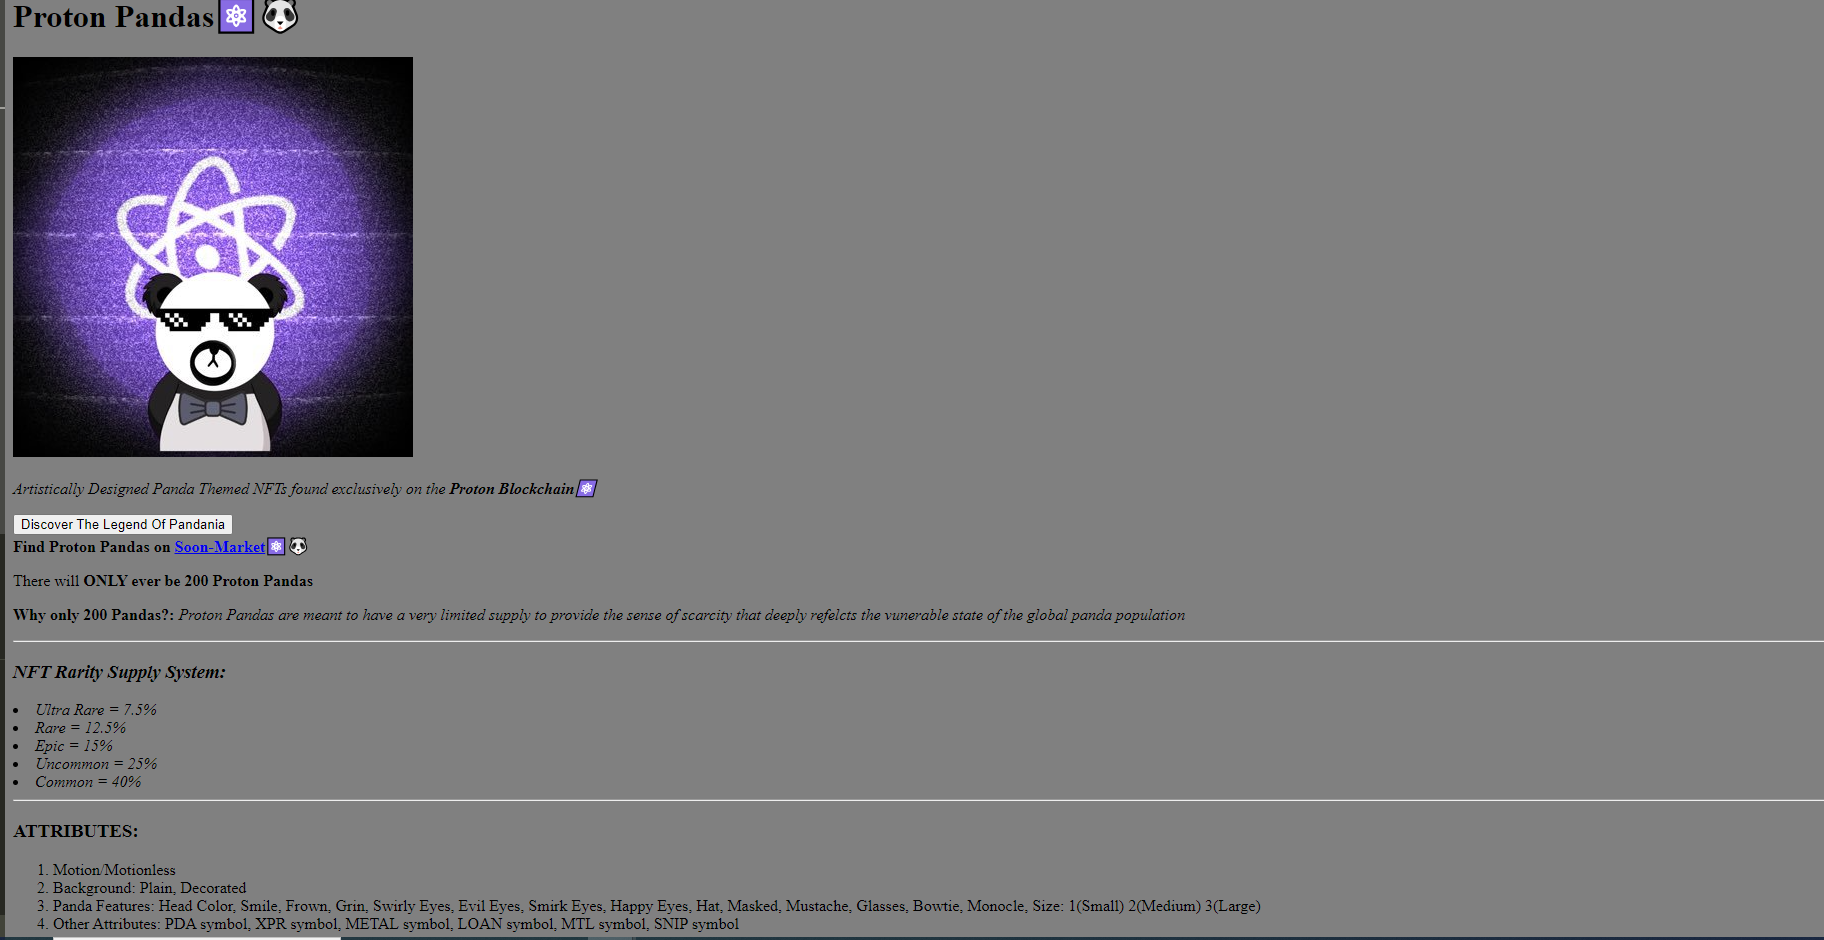 Proton Pandas⚛️🐼
Artistically Designed Panda Themed NFTs found exclusively on the Proton Blockchain⚛️
Discover The Legend Of Pandania
Find Proton Pandas on Soon-Market⚛️🐼
There will ONLY ever be 200 Proton Pandas
Why only 200 Pandas?: Proton Pandas are meant to have a very limited supply to provide the sense of scarcity that deeply refelcts the vunerable state of the global panda population
NFT Rarity Supply System:
• Ultra Rare = 7.5%
• Rare = 12.5%
• Epic = 15%
• Uncommon = 25%
• Common = 40%
ATTRIBUTES:
1. Motion/Motionless
2. Background: Plain, Decorated
3. Panda Features: Head Color, Smile, Frown, Grin, Swirly Eyes, Evil Eyes, Smirk Eyes, Happy Eyes, Hat, Masked, Mustache, Glasses, Bowtie, Monocle, Size: 1(Small) 2(Medium) 3(Large)
4. Other Attributes: PDA symbol, XPR symbol, METAL symbol, LOAN symbol, MTL symbol, SNIP symbol